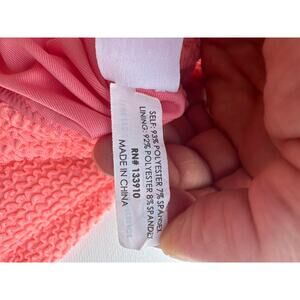 SELF: 93% POLYESTER 7% SPANDEX
LINING: 92% POLYESTER 8% SPANDEX
RN# 133910
MADE IN CHINA